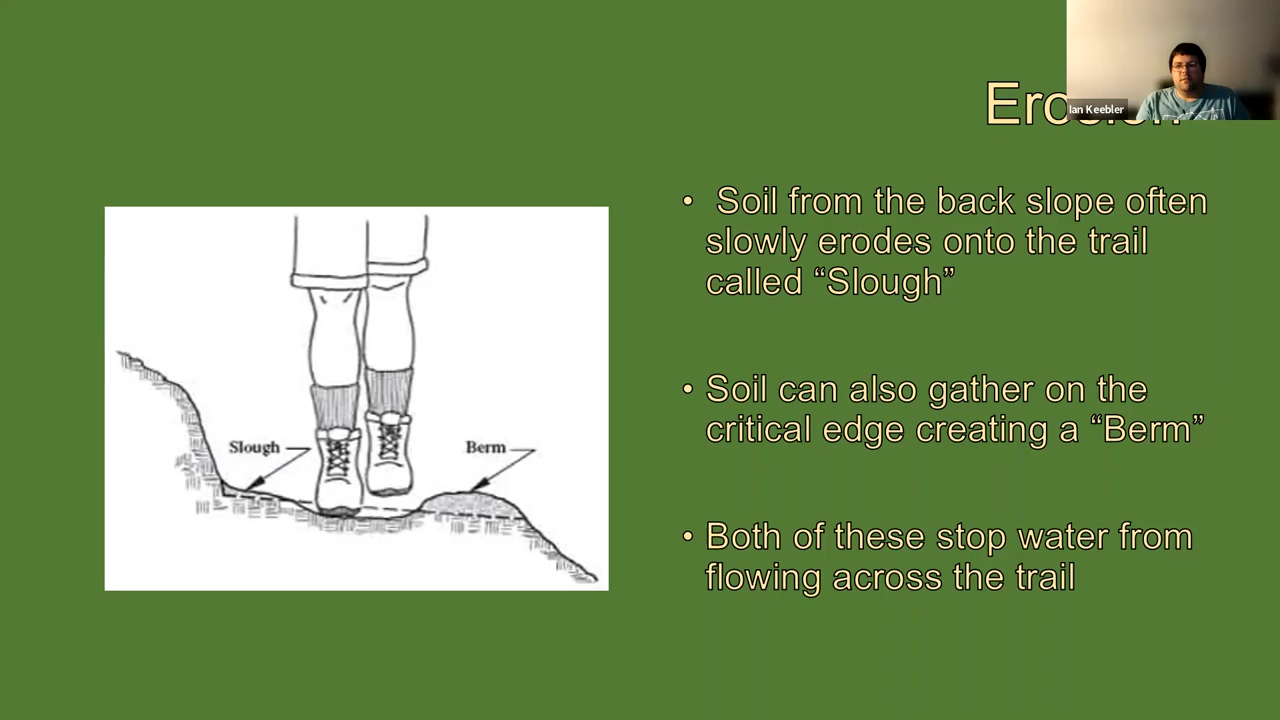 Ian Keebler
• Soil from the back slope often
slowly erodes onto the trail
called “Slough”
• Soil can also gather on the
critical edge creating a “Berm”
• Both of these stop water from
flowing across the trail
Slough
Berm